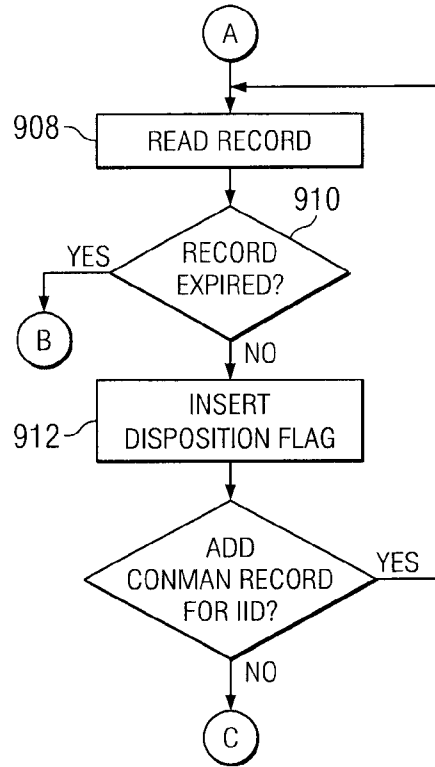 A
908
READ RECORD
910
YES
RECORD
EXPIRED?
B
NO
912
INSERT
DISPOSITION FLAG
ADD
CONMAN RECORD
FOR IID?
YES
NO
C